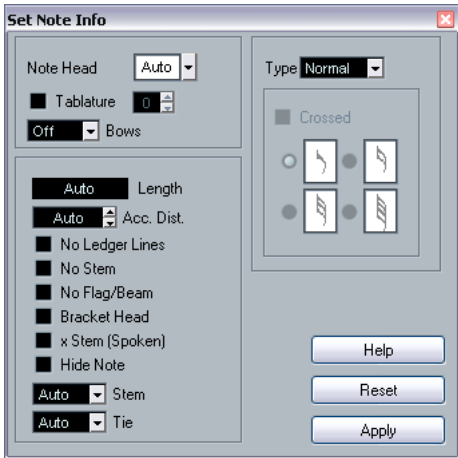 Set Note Info
Note Head Auto
Tablature 0
Off Bows
Auto Length
Auto Acc. Dist.
No Ledger Lines
No Stem
No Flag/Beam
Bracket Head
x Stem (Spoken)
Hide Note
Auto Stem
Auto Tie
Type Normal
Crossed
Help
Reset
Apply